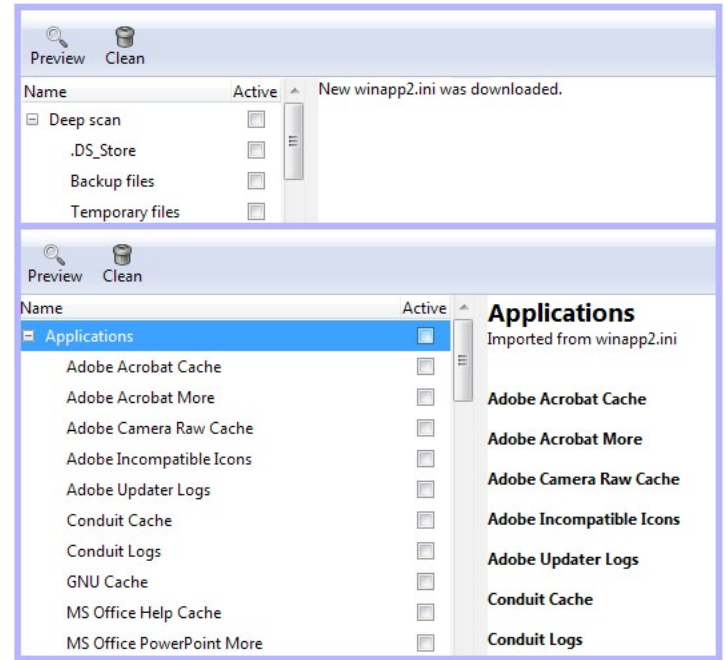 Preview Clean
Name Active
New winapp2.ini was downloaded.
Deep scan
.DS_Store
Backup files
Temporary files
Preview Clean
Name Active
Applications
Adobe Acrobat Cache
Adobe Acrobat More
Adobe Camera Raw Cache
Adobe Incompatible Icons
Adobe Updater Logs
Conduit Cache
Conduit Logs
GNU Cache
MS Office Help Cache
MS Office PowerPoint More
Applications
Imported from winapp2.ini
Adobe Acrobat Cache
Adobe Acrobat More
Adobe Camera Raw Cache
Adobe Incompatible Icons
Adobe Updater Logs
Conduit Cache
Conduit Logs